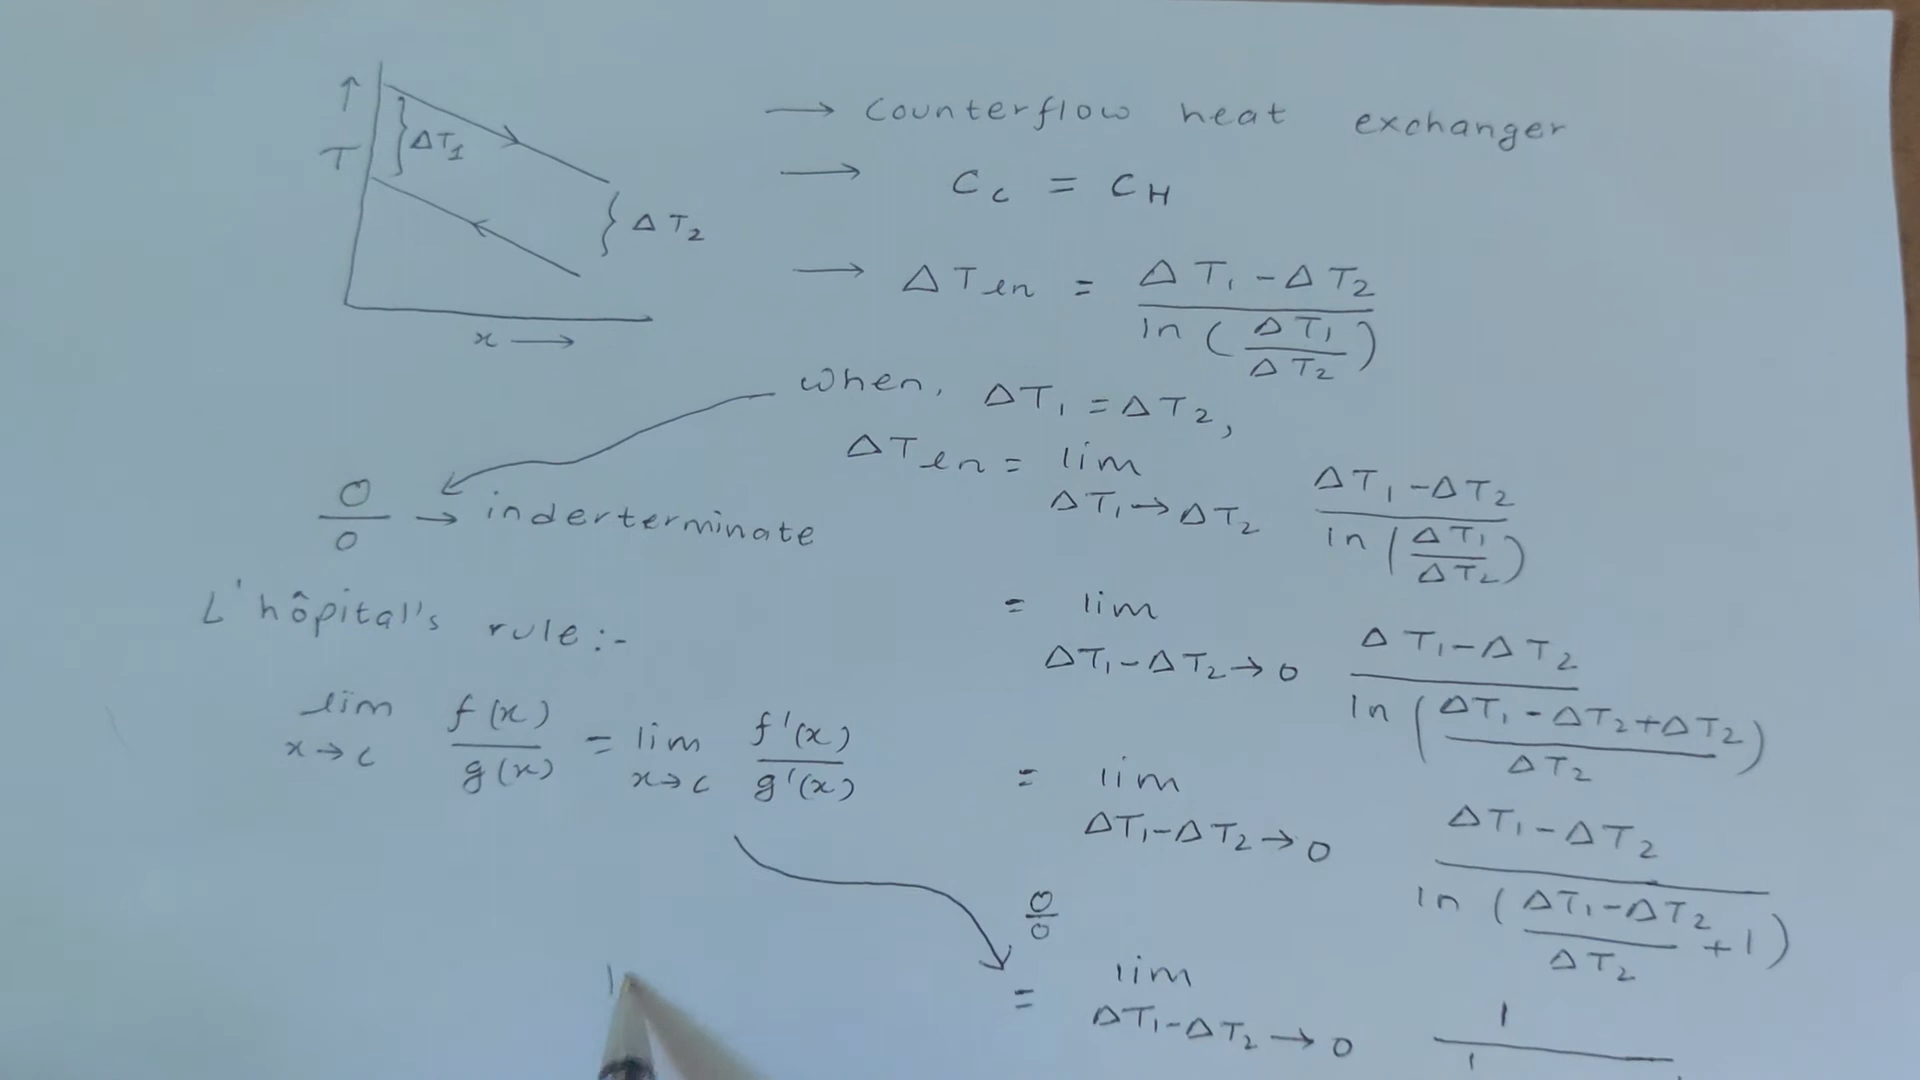 ↑
T
ΔT1
ΔT2
x →
→ Counterflow heat exchanger
→ Cc = CH
→ ΔTen = (ΔT1 - ΔT2) / ln (ΔT1 / ΔT2)
when, ΔT1 = ΔT2,
ΔTen = lim ΔT1→ΔT2 (ΔT1 - ΔT2) / ln (ΔT1 / ΔT2)
0/0 → inderterminate
= lim ΔT1-ΔT2→0 (ΔT1 - ΔT2) / ln ((ΔT1 - ΔT2 + ΔT2) / ΔT2)
L'hôpital's rule:-
lim x→c f(x)/g(x) = lim x→c f'(x)/g'(x)
= lim ΔT1-ΔT2→0 (ΔT1 - ΔT2) / ln ((ΔT1 - ΔT2) / ΔT2 + 1)
0/0
= lim ΔT1-ΔT2→0 1